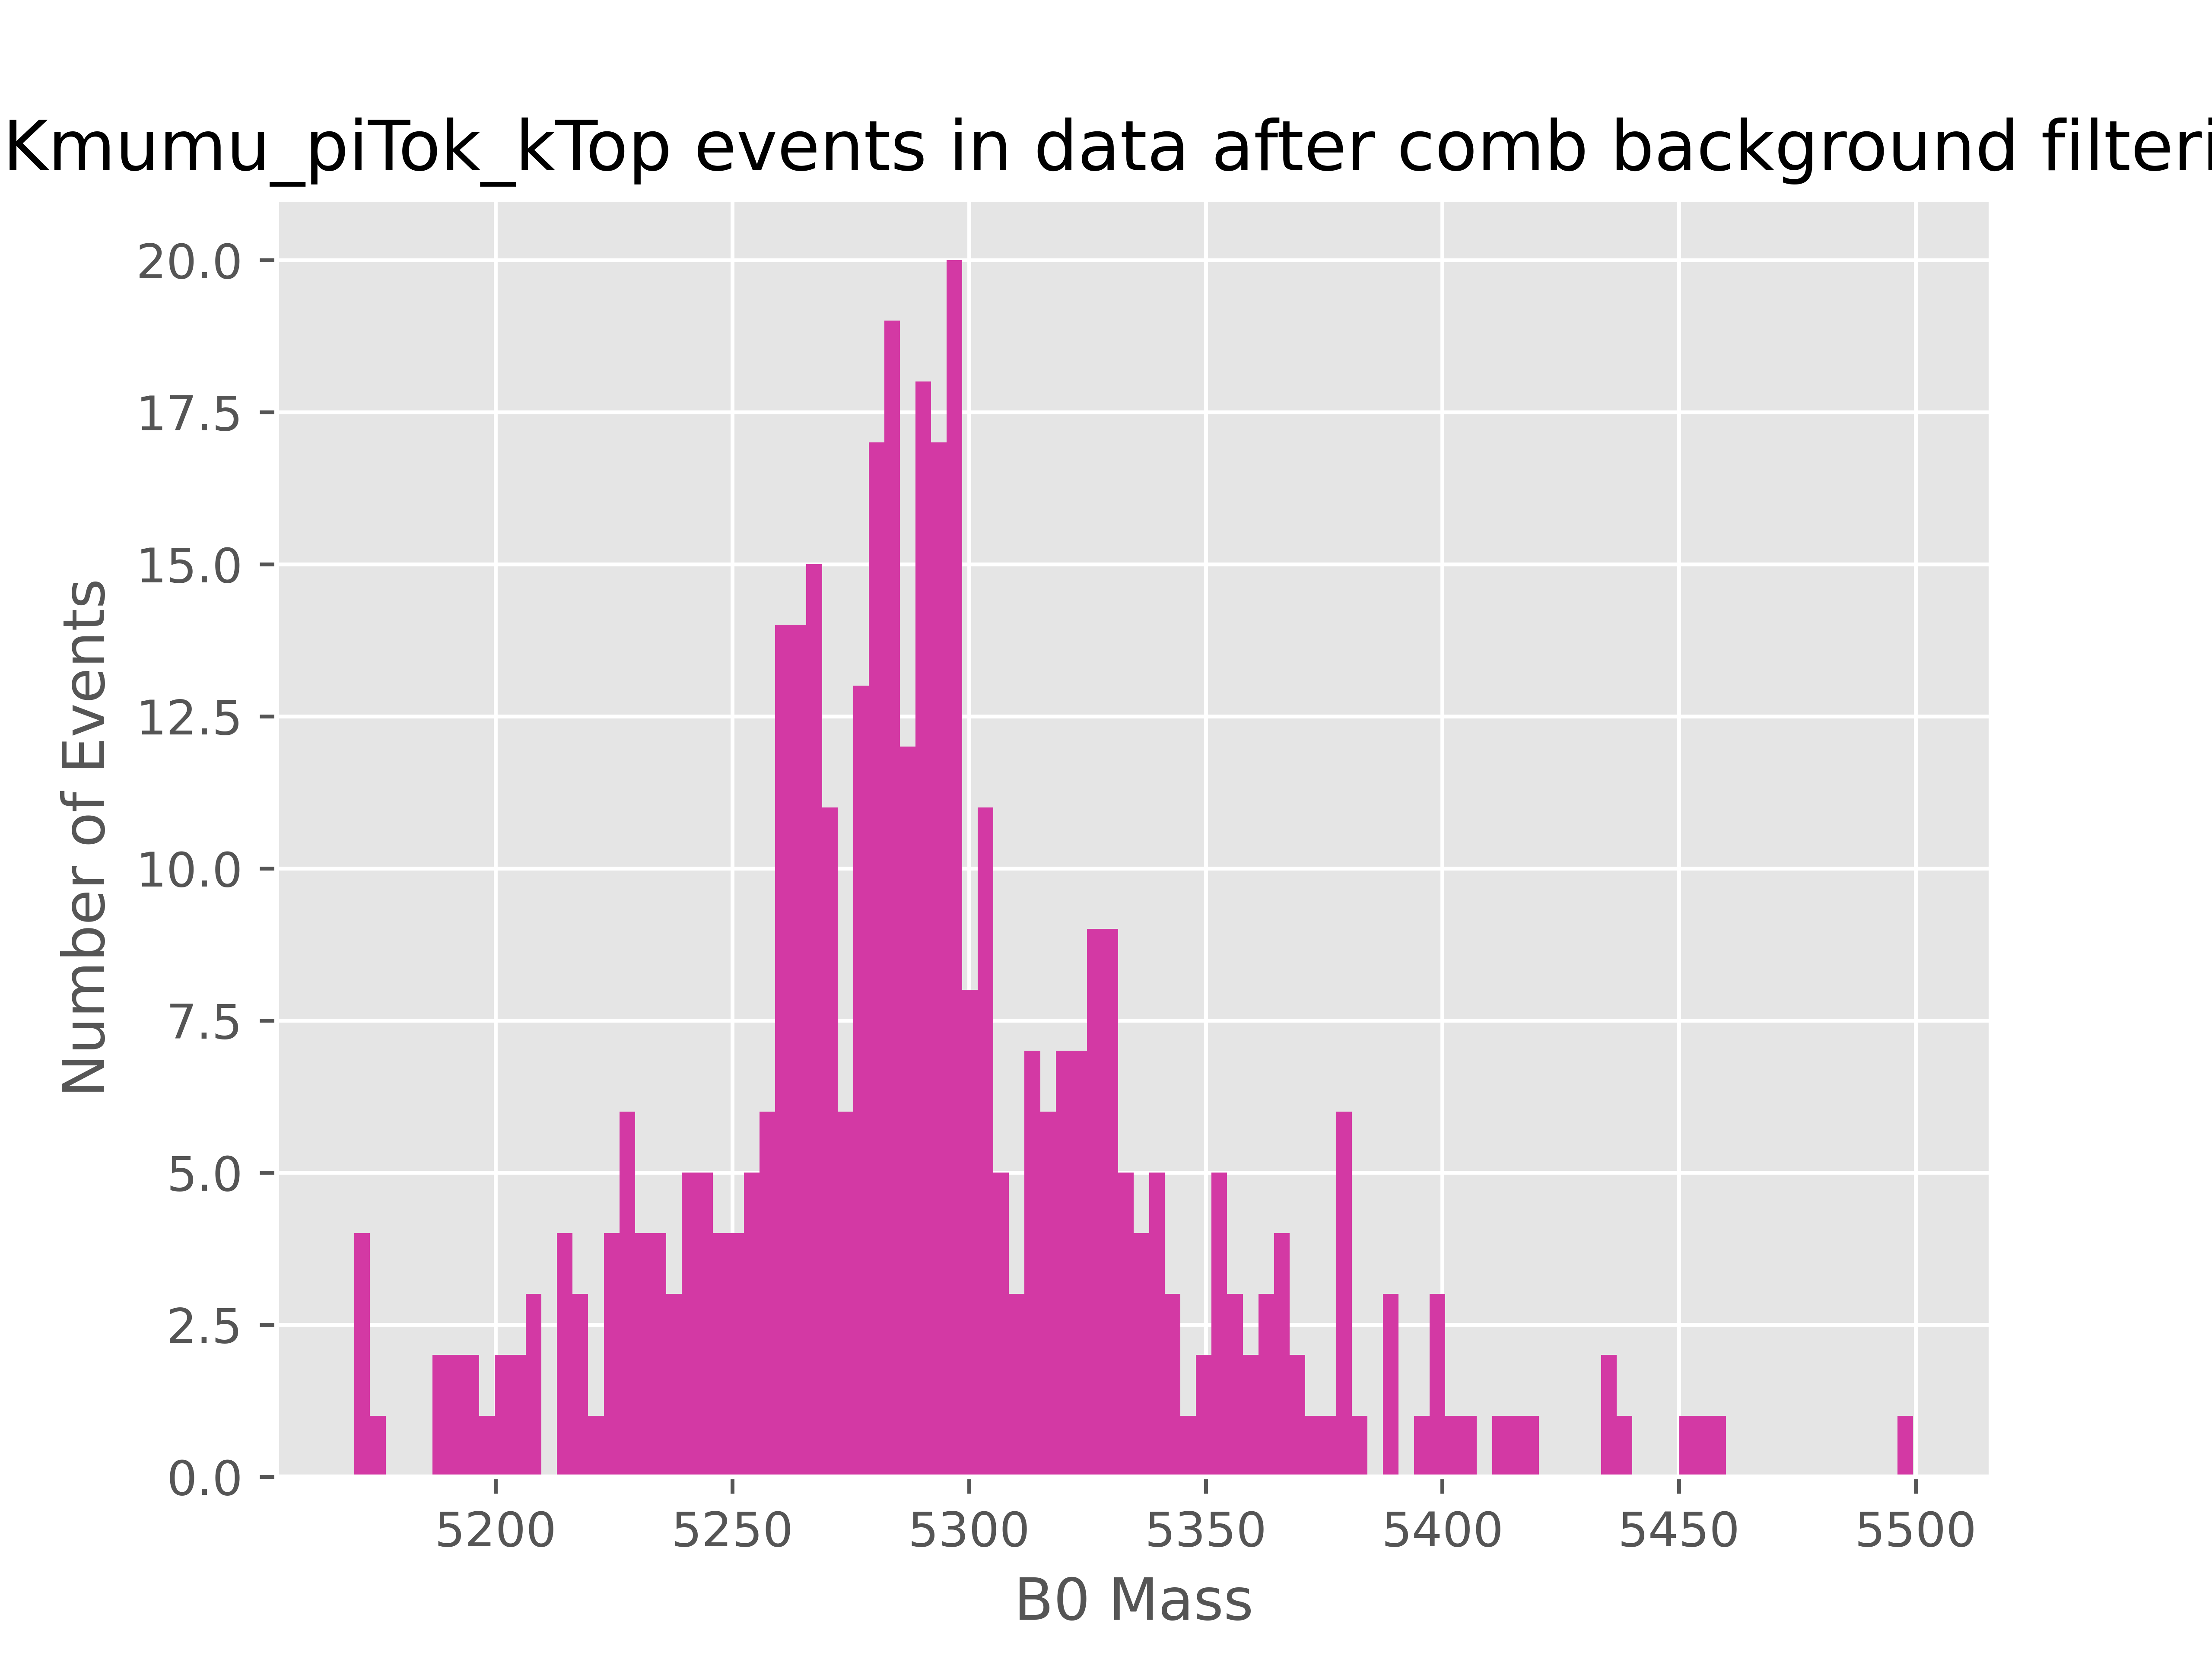 Kmumu_piTok_kTop events in data after comb background filteri
20.0
17.5
15.0
12.5
10.0
7.5
5.0
2.5
0.0
Number of Events
5200 5250 5300 5350 5400 5450 5500
B0 Mass